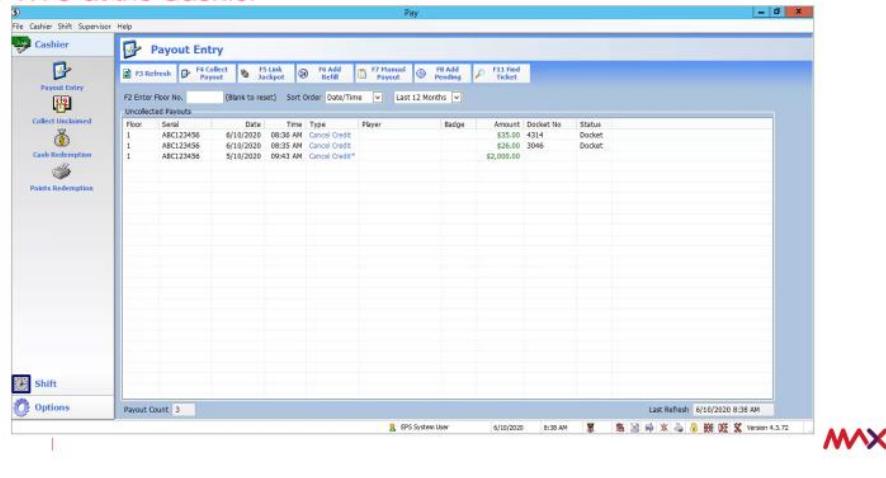 Pay
File Cashier Shift Supervisor Help
Cashier
Payout Entry
Collect Unclaimed
Cash Redemption
Points Redemption
Shift
Options
Payout Entry
F3 Refresh F4 Collect Payout F5 Link Jackpot F6 Add Refill F7 Manual Payout F8 Add Pending F11 Find Ticket
F2 Enter Floor No. (Blank to reset) Sort Order Date/Time Last 12 Months
Uncollected Payouts
Floor Serial Date Time Type Player Badge Amount Docket No Status
1 ABC123456 6/10/2020 08:36 AM Cancel Credit $35.00 4314 Docket
1 ABC123456 6/10/2020 08:35 AM Cancel Credit $26.00 3046 Docket
1 ABC123456 5/10/2020 09:43 AM Cancel Credit* $2,000.00
Payout Count 3 Last Refresh 6/10/2020 8:38 AM
EPS System User 6/10/2020 8:38 AM Version 4.3.72
MAX